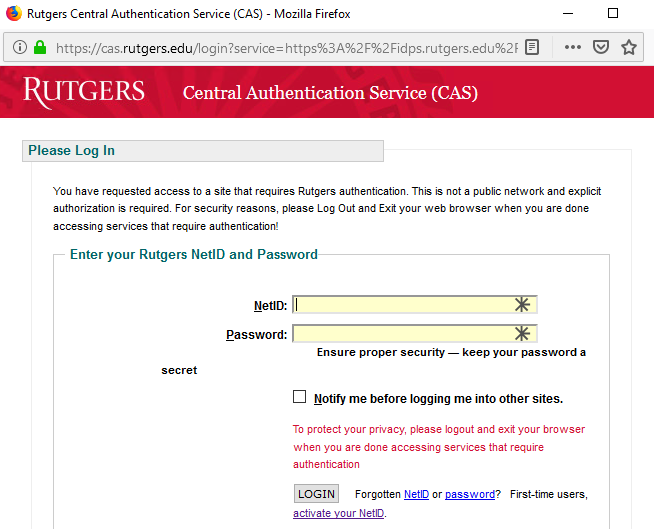 Rutgers Central Authentication Service (CAS) - Mozilla Firefox
https://cas.rutgers.edu/login?service=https%3A%2F%2Fidps.rutgers.edu%2F
RUTGERS Central Authentication Service (CAS)
Please Log In
You have requested access to a site that requires Rutgers authentication. This is not a public network and explicit
authorization is required. For security reasons, please Log Out and Exit your web browser when you are done
accessing services that require authentication!
Enter your Rutgers NetID and Password
NetID:
Password:
Ensure proper security — keep your password a
secret
Notify me before logging me into other sites.
To protect your privacy, please logout and exit your browser
when you are done accessing services that require
authentication
LOGIN Forgotten NetID or password? First-time users,
activate your NetID.